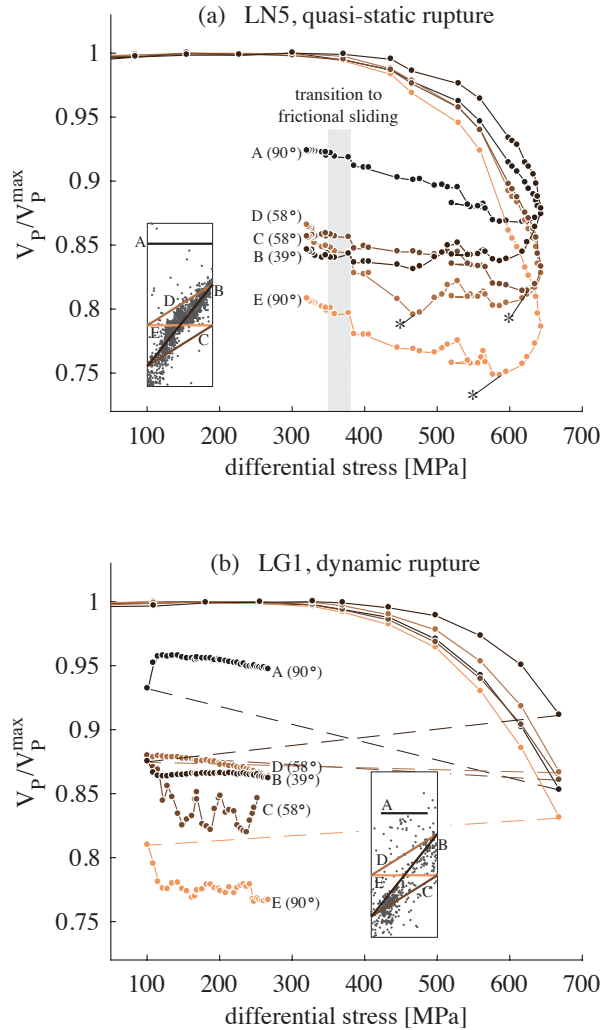 (a) LN5, quasi-static rupture
1
0.95
0.9
0.85
0.8
0.75
V_P/V_P^max
transition to
frictional sliding
A (90°)
D (58°)
C (58°)
B (39°)
E (90°)
A
D
B
E
C
*
*
*
100 200 300 400 500 600 700
differential stress [MPa]
(b) LG1, dynamic rupture
1
0.95
0.9
0.85
0.8
0.75
V_P/V_P^max
A (90°)
D (58°)
B (39°)
C (58°)
E (90°)
A
B
D
E
C
100 200 300 400 500 600 700
differential stress [MPa]